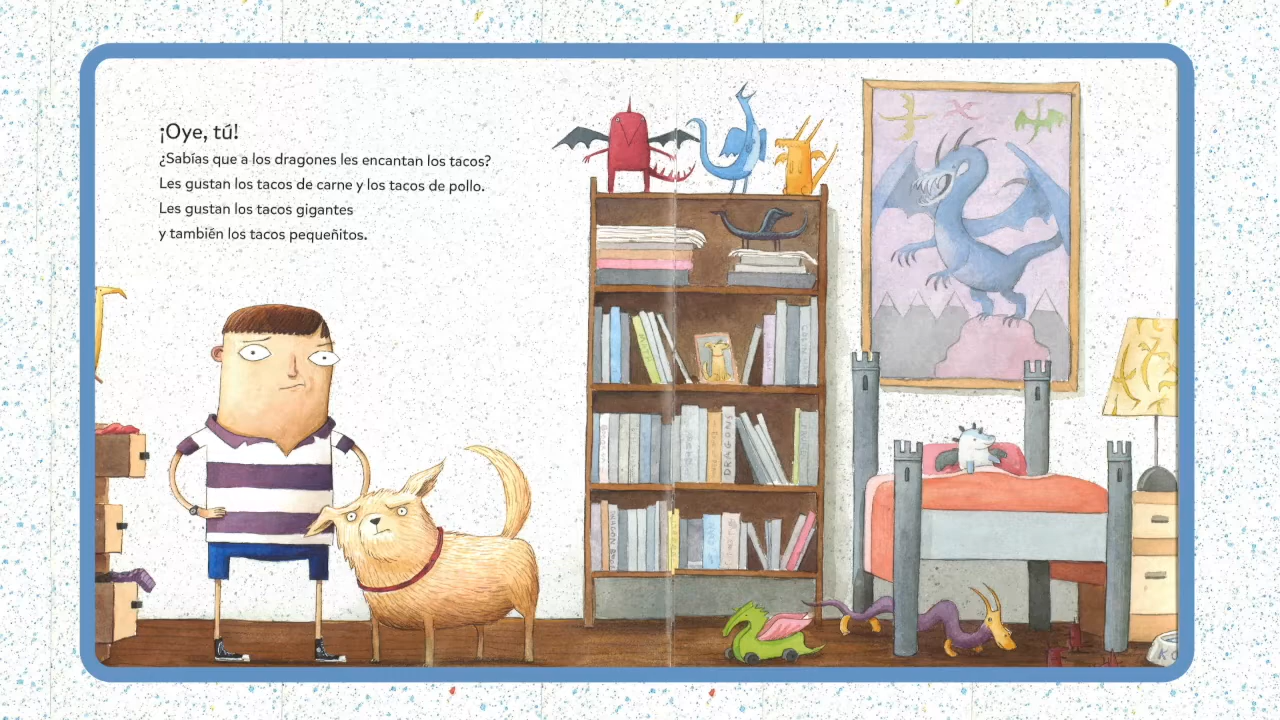 ¡Oye, tú!
¿Sabías que a los dragones les encantan los tacos?
Les gustan los tacos de carne y los tacos de pollo.
Les gustan los tacos gigantes
y también los tacos pequeñitos.
DRAGONS